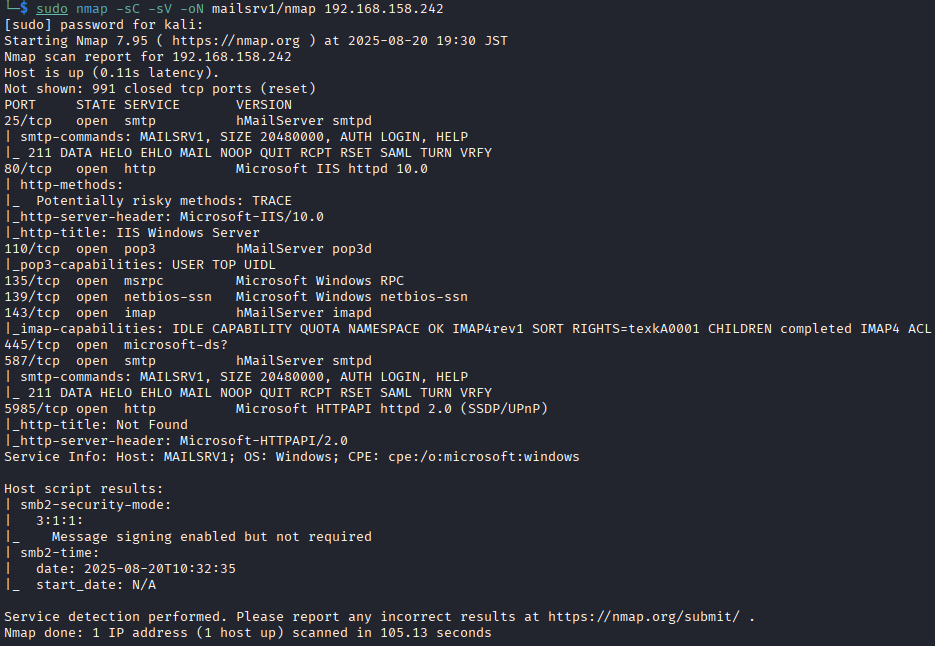 └─$ sudo nmap -sC -sV -oN mailsrv1/nmap 192.168.158.242
[sudo] password for kali:
Starting Nmap 7.95 ( https://nmap.org ) at 2025-08-20 19:30 JST
Nmap scan report for 192.168.158.242
Host is up (0.11s latency).
Not shown: 991 closed tcp ports (reset)
PORT     STATE SERVICE       VERSION
25/tcp   open  smtp          hMailServer smtpd
| smtp-commands: MAILSRV1, SIZE 20480000, AUTH LOGIN, HELP
|_ 211 DATA HELO EHLO MAIL NOOP QUIT RCPT RSET SAML TURN VRFY
80/tcp   open  http          Microsoft IIS httpd 10.0
| http-methods:
|_  Potentially risky methods: TRACE
|_http-server-header: Microsoft-IIS/10.0
|_http-title: IIS Windows Server
110/tcp  open  pop3          hMailServer pop3d
|_pop3-capabilities: USER TOP UIDL
135/tcp  open  msrpc         Microsoft Windows RPC
139/tcp  open  netbios-ssn   Microsoft Windows netbios-ssn
143/tcp  open  imap          hMailServer imapd
|_imap-capabilities: IDLE CAPABILITY QUOTA NAMESPACE OK IMAP4rev1 SORT RIGHTS=texkA0001 CHILDREN completed IMAP4 ACL
445/tcp  open  microsoft-ds?
587/tcp  open  smtp          hMailServer smtpd
| smtp-commands: MAILSRV1, SIZE 20480000, AUTH LOGIN, HELP
|_ 211 DATA HELO EHLO MAIL NOOP QUIT RCPT RSET SAML TURN VRFY
5985/tcp open  http          Microsoft HTTPAPI httpd 2.0 (SSDP/UPnP)
|_http-title: Not Found
|_http-server-header: Microsoft-HTTPAPI/2.0
Service Info: Host: MAILSRV1; OS: Windows; CPE: cpe:/o:microsoft:windows

Host script results:
| smb2-security-mode:
|   3:1:1:
|_    Message signing enabled but not required
| smb2-time:
|   date: 2025-08-20T10:32:35
|_  start_date: N/A

Service detection performed. Please report any incorrect results at https://nmap.org/submit/ .
Nmap done: 1 IP address (1 host up) scanned in 105.13 seconds